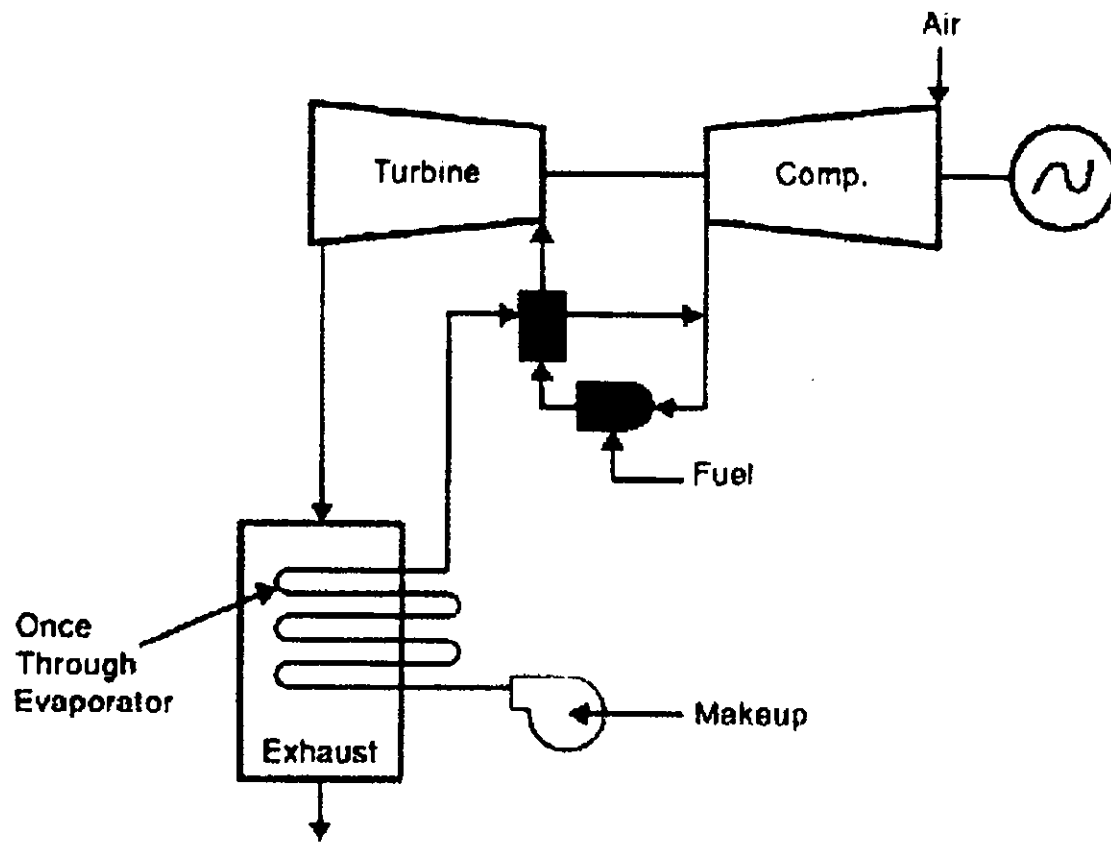 Air
Turbine
Comp.
Fuel
Once
Through
Evaporator
Makeup
Exhaust